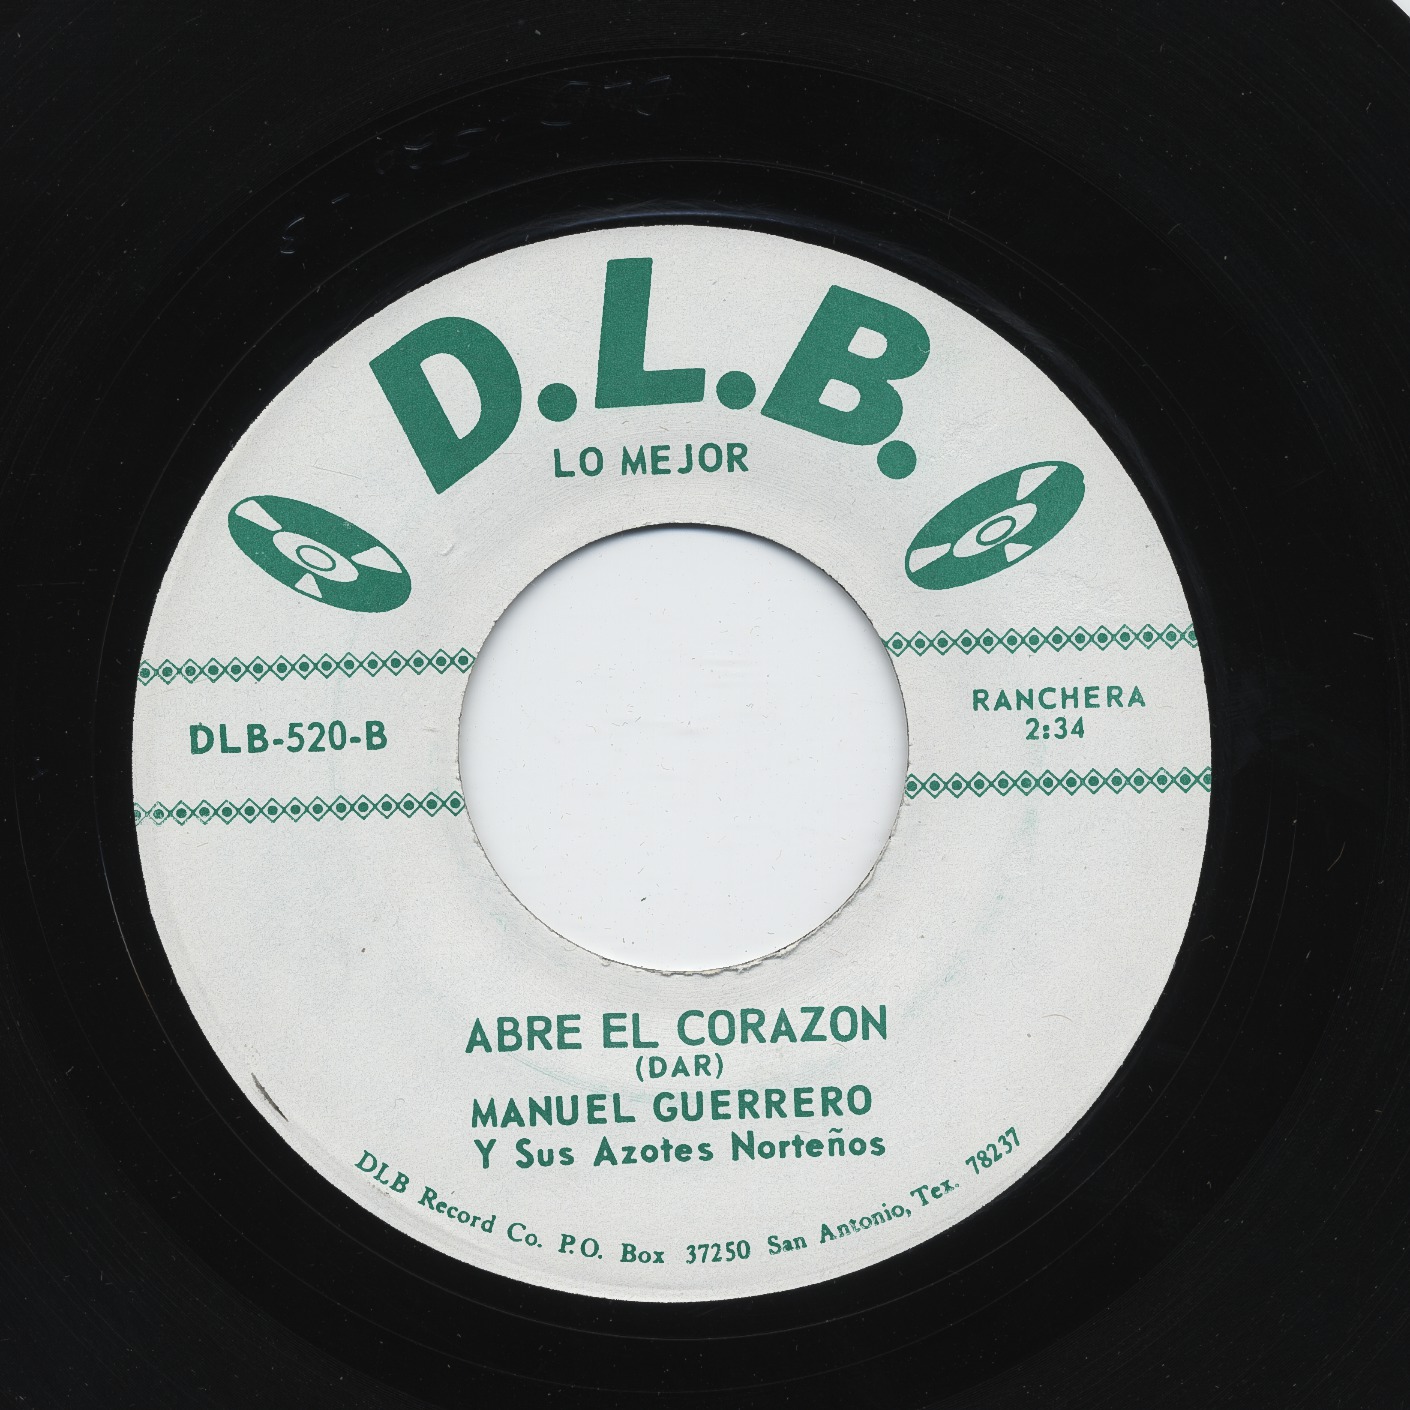 D.L.B.
LO MEJOR
DLB-520-B
RANCHERA
2:34
ABRE EL CORAZON
(DAR)
MANUEL GUERRERO
Y Sus Azotes Norteños
DLB Record Co. P.O. Box 37250 San Antonio, Tex. 78237